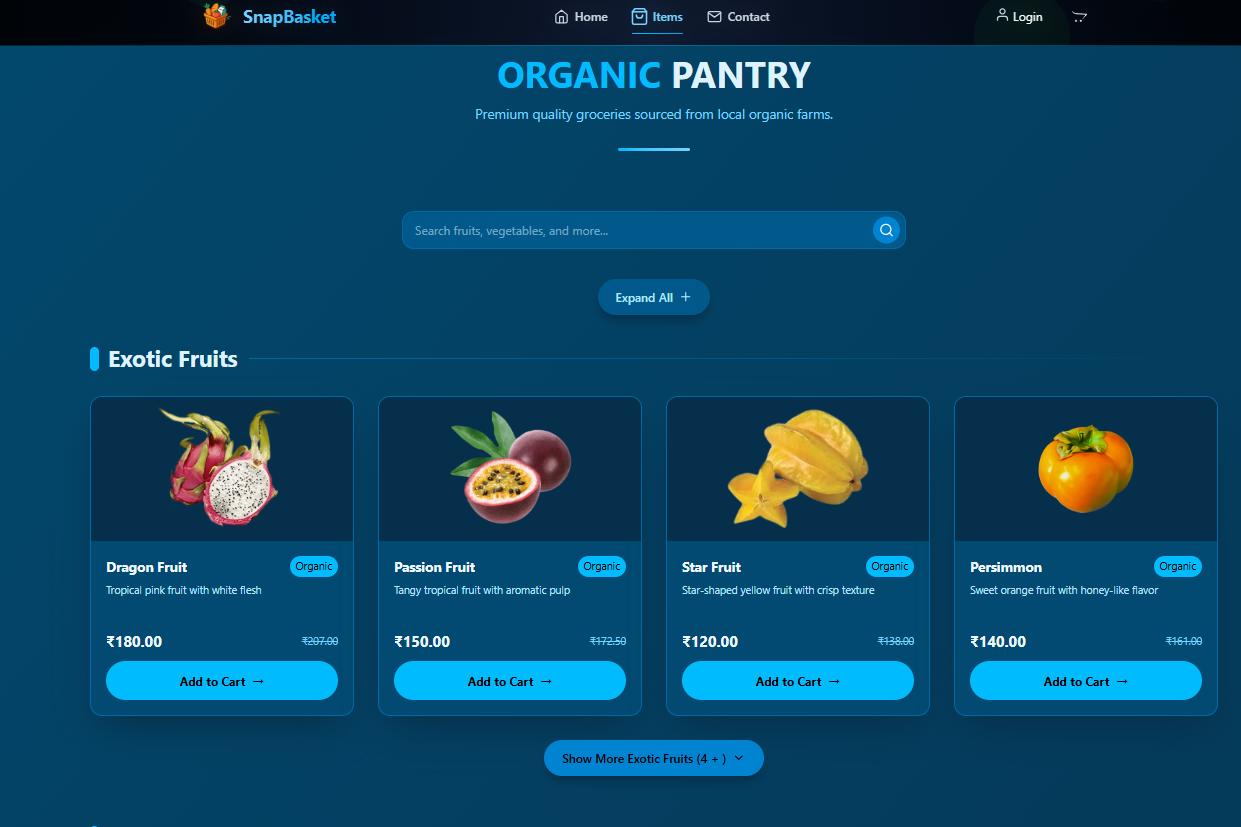 SnapBasket
Home
Items
Contact
Login
ORGANIC PANTRY
Premium quality groceries sourced from local organic farms.
Search fruits, vegetables, and more...
Expand All +
Exotic Fruits
Dragon Fruit
Organic
Tropical pink fruit with white flesh
₹180.00
₹207.00
Add to Cart →
Passion Fruit
Organic
Tangy tropical fruit with aromatic pulp
₹150.00
₹172.50
Add to Cart →
Star Fruit
Organic
Star-shaped yellow fruit with crisp texture
₹120.00
₹138.00
Add to Cart →
Persimmon
Organic
Sweet orange fruit with honey-like flavor
₹140.00
₹161.00
Add to Cart →
Show More Exotic Fruits (4 + )